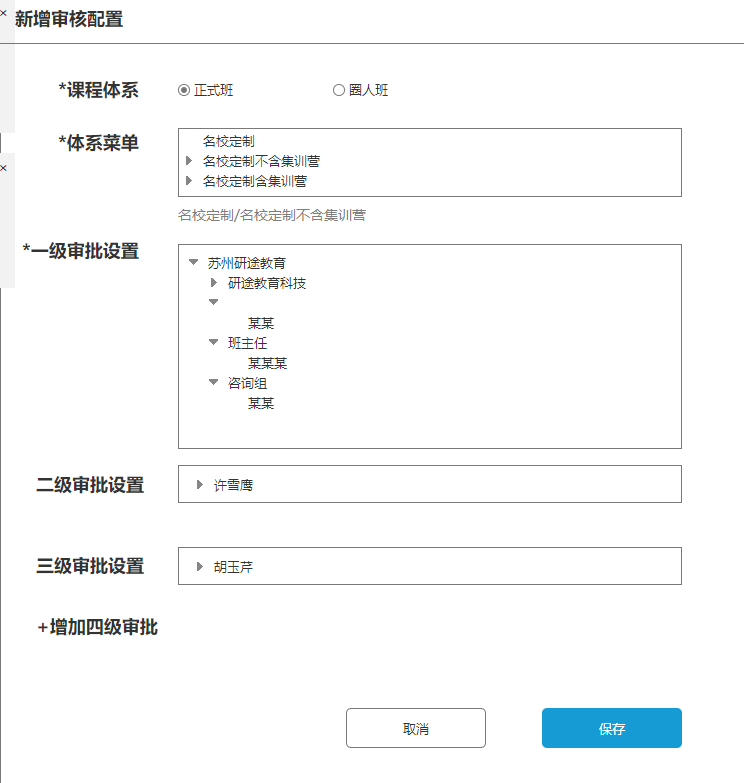 × 新增审核配置
*课程体系 正式班 圈人班
*体系菜单 名校定制
名校定制不含集训营
×
名校定制含集训营
名校定制/名校定制不含集训营
*一级审批设置
苏州研途教育
研途教育科技
某某
班主任
某某某
咨询组
某某
二级审批设置 许雪鹰
三级审批设置 胡玉芹
+增加四级审批
取消 保存